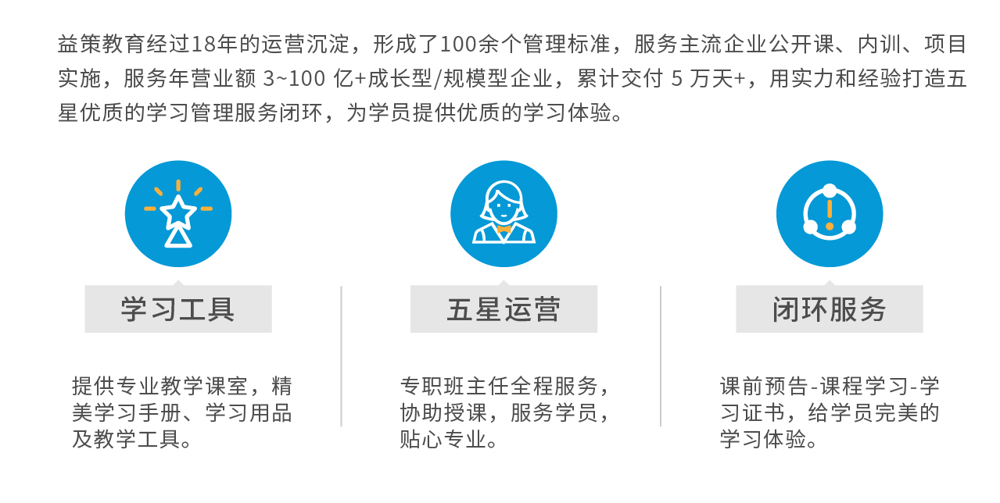 益策教育经过18年的运营沉淀，形成了100余个管理标准，服务主流企业公开课、内训、项目
实施，服务年营业额 3~100 亿+成长型/规模型企业，累计交付 5 万天+，用实力和经验打造五
星优质的学习管理服务闭环，为学员提供优质的学习体验。
学习工具
五星运营
闭环服务
提供专业教学课室，精
美学习手册、学习用品
及教学工具。
专职班主任全程服务，
协助授课，服务学员，
贴心专业。
课前预告-课程学习-学
习证书，给学员完美的
学习体验。